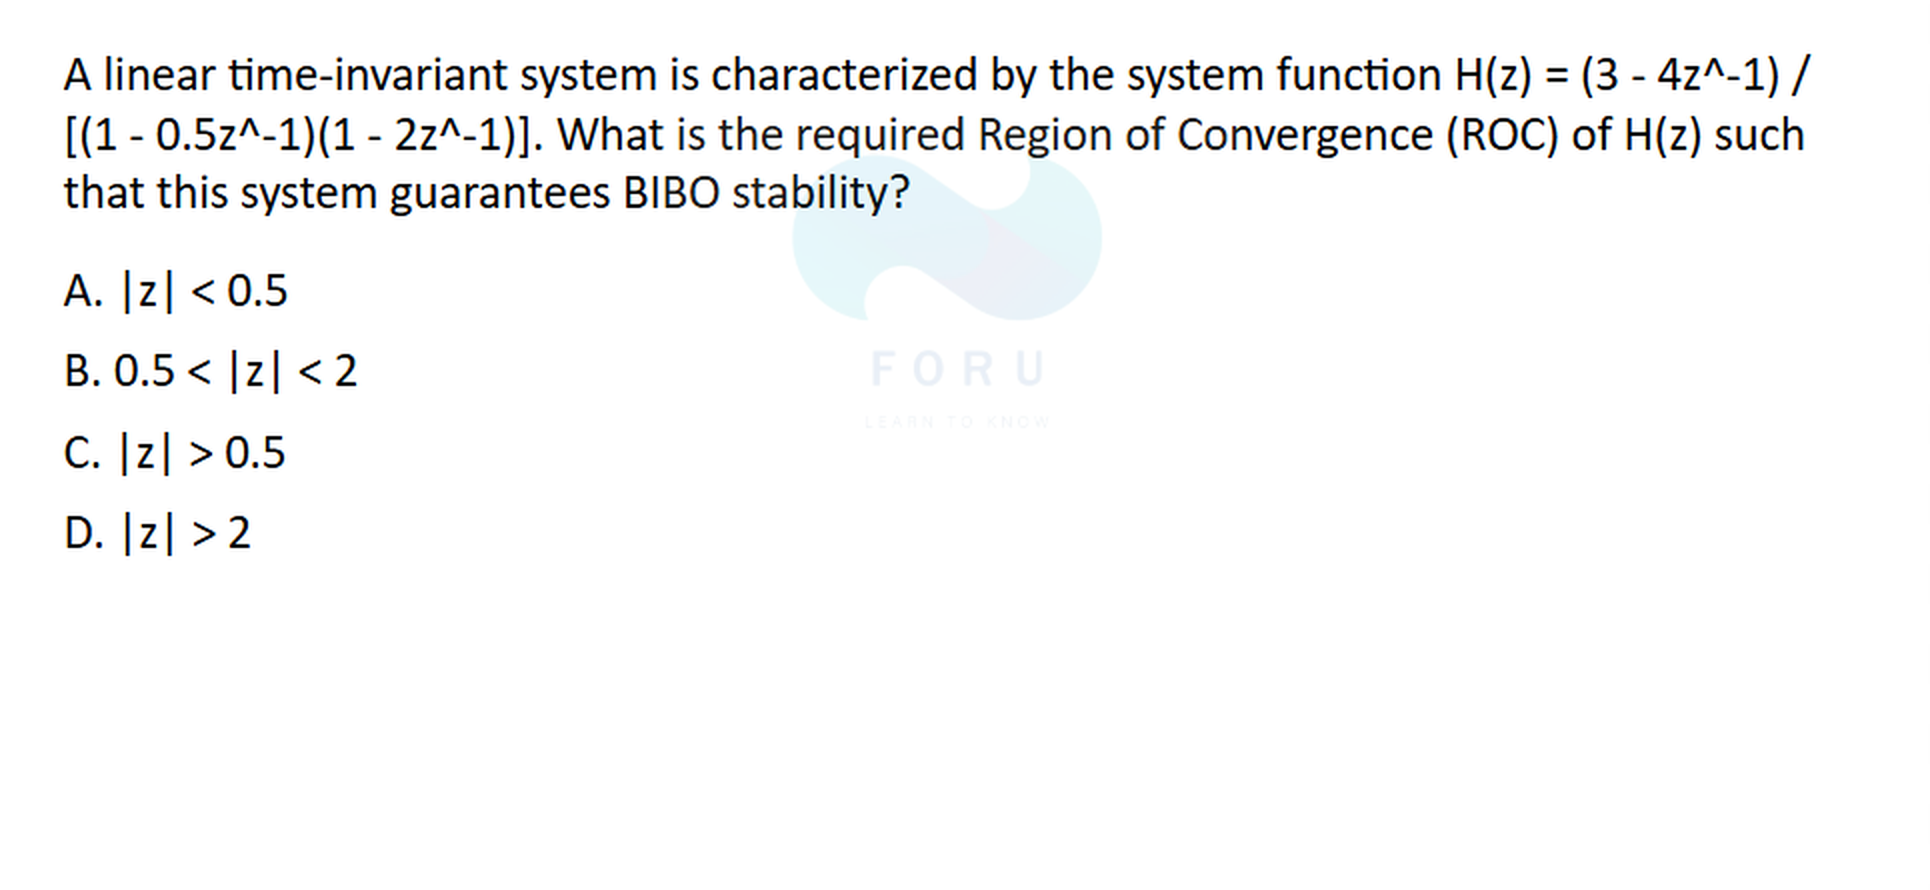 A linear time-invariant system is characterized by the system function H(z) = (3 - 4z^-1) /
[(1 - 0.5z^-1)(1 - 2z^-1)]. What is the required Region of Convergence (ROC) of H(z) such
that this system guarantees BIBO stability?
A. |z| < 0.5
B. 0.5 < |z| < 2
FORU
LEARN TO KNOW
C. |z| > 0.5
D. |z| > 2